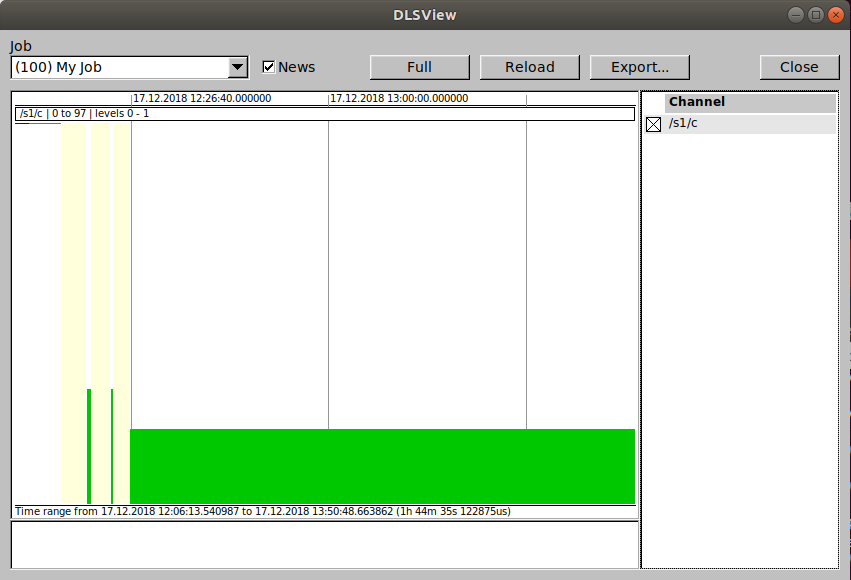 DLSView
Job
(100) My Job
News
Full
Reload
Export...
Close
17.12.2018 12:26:40.000000
17.12.2018 13:00:00.000000
/s1/c | 0 to 97 | levels 0 - 1
Channel
/s1/c
Time range from 17.12.2018 12:06:13.540987 to 17.12.2018 13:50:48.663862 (1h 44m 35s 122875us)